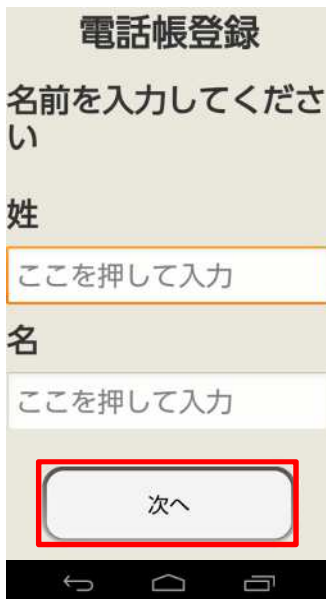 電話帳登録
名前を入力してくださ
い
姓
ここを押して入力
名
ここを押して入力
次へ